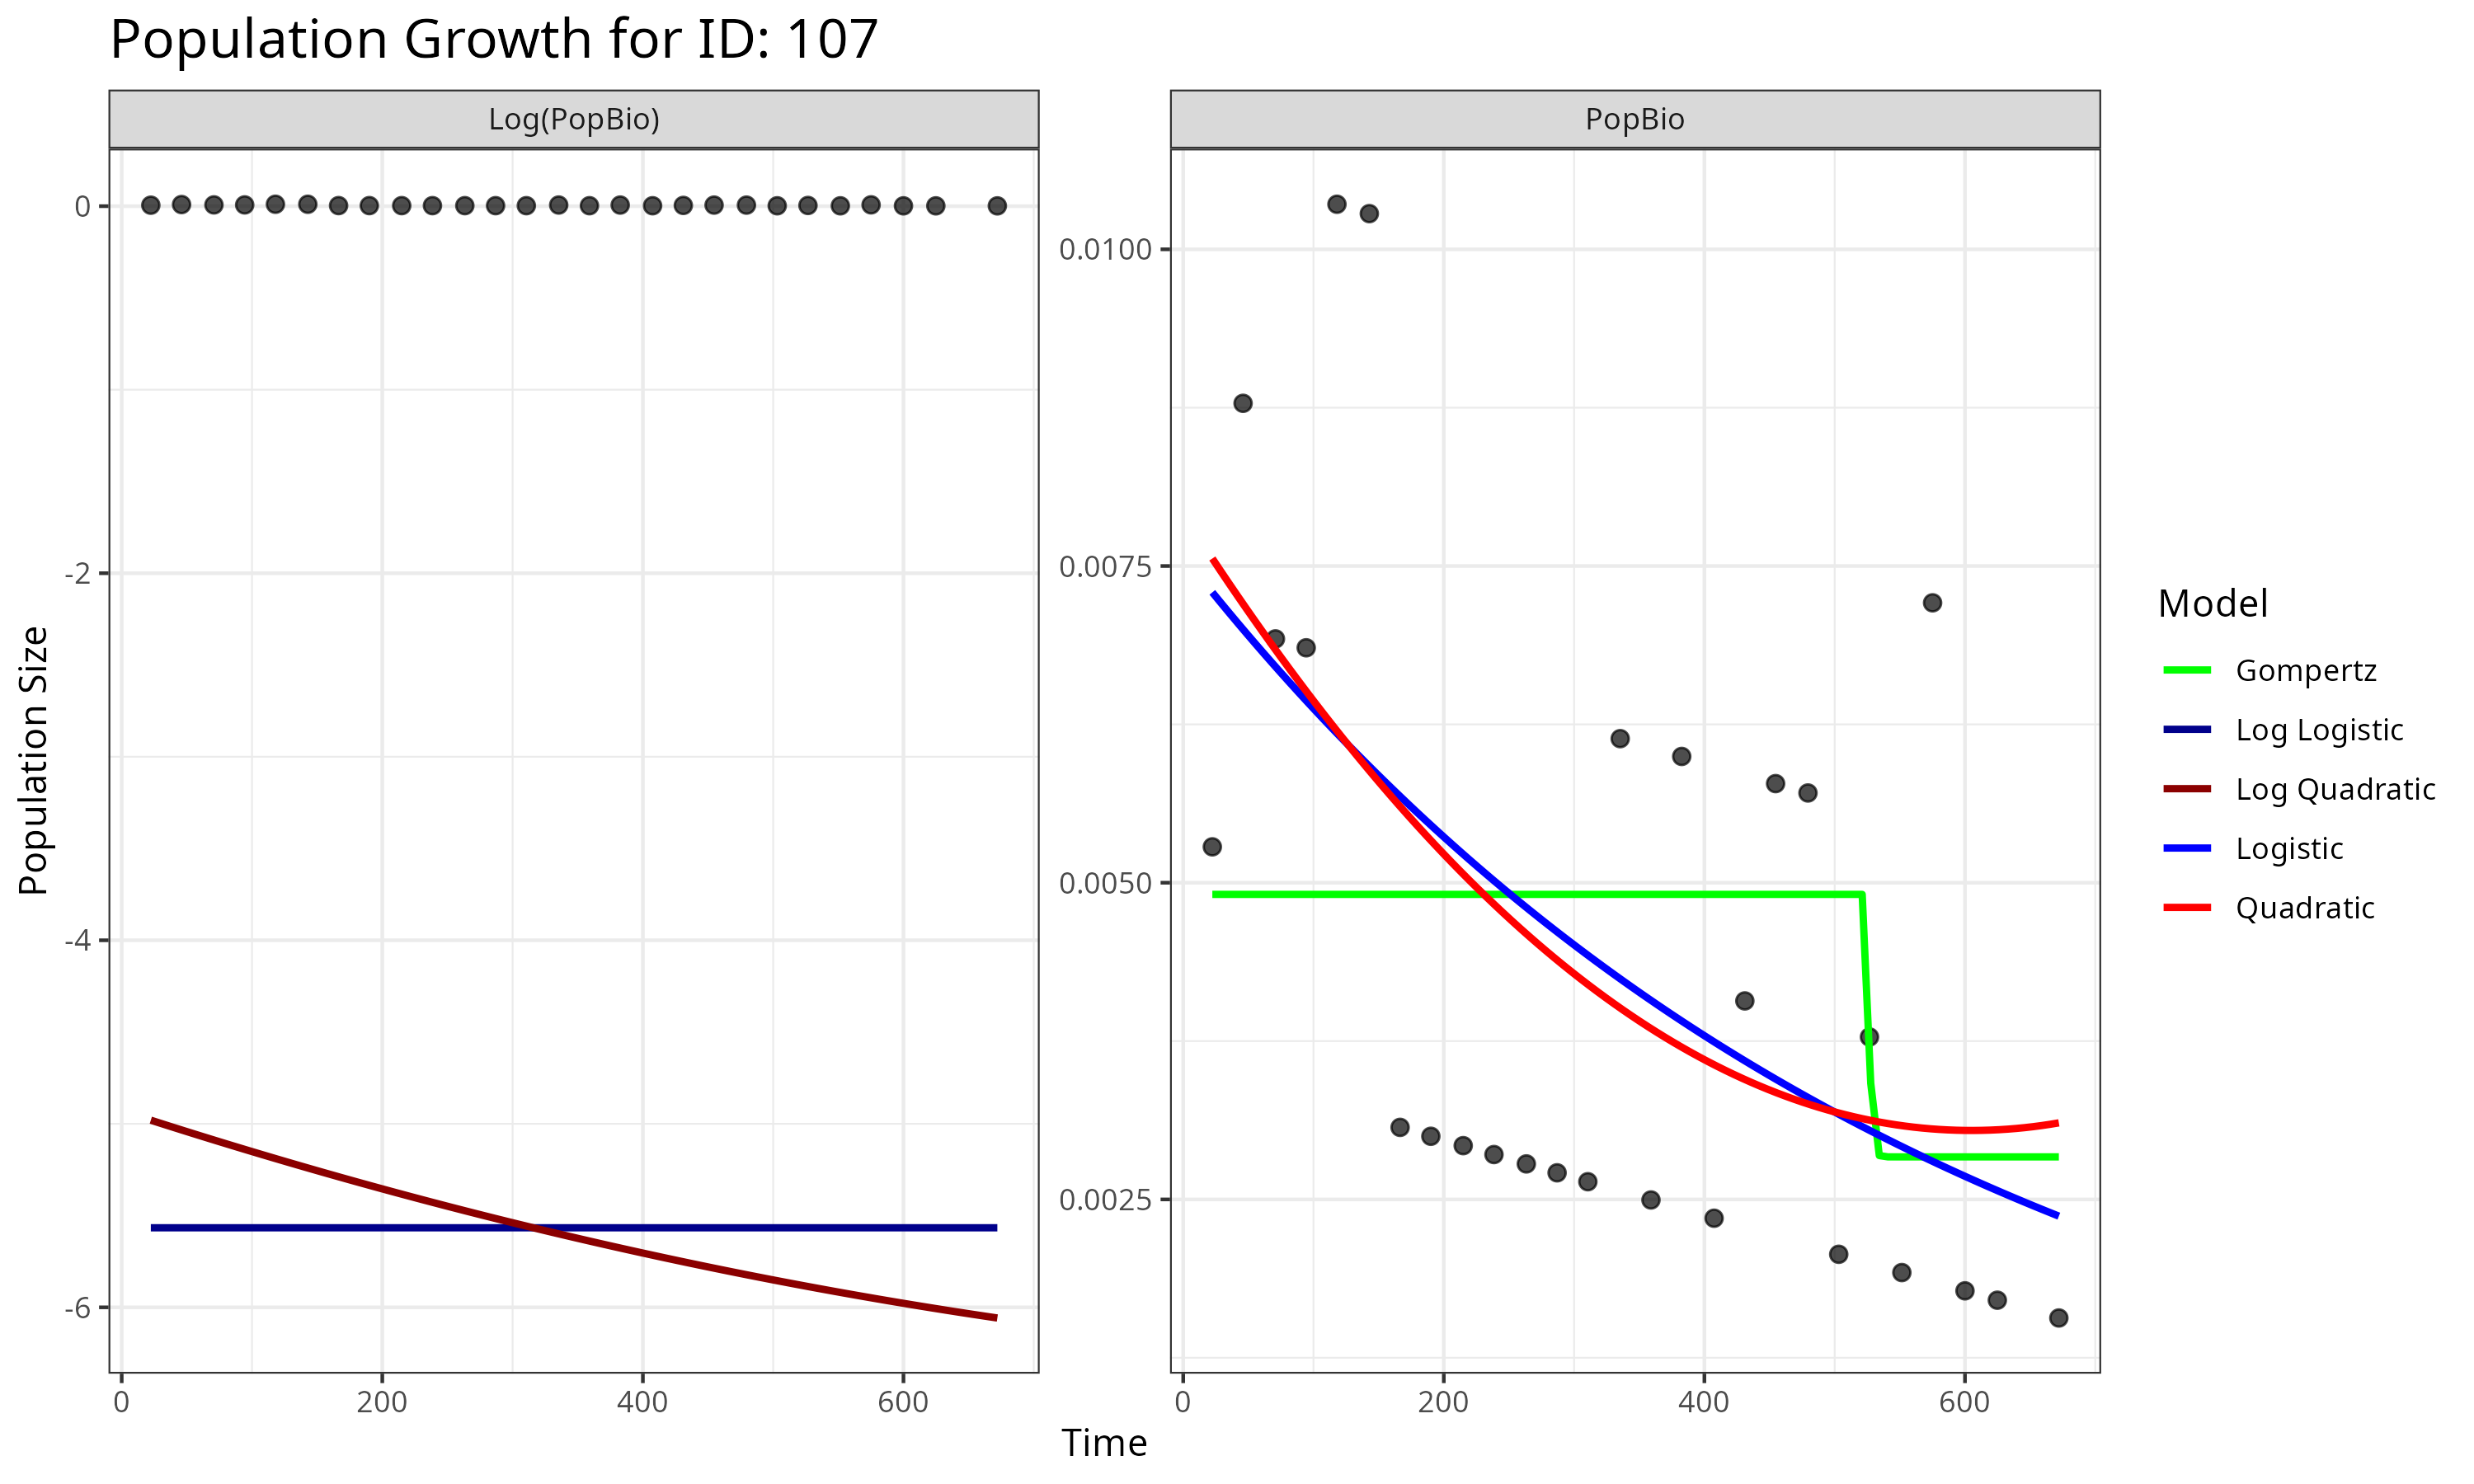 Population Growth for ID: 107
Log(PopBio)
PopBio
Population Size
0
-2
-4
-6
0.0100
0.0075
0.0050
0.0025
0 200 400 600
0 200 400 600
Time
Model
Gompertz
Log Logistic
Log Quadratic
Logistic
Quadratic